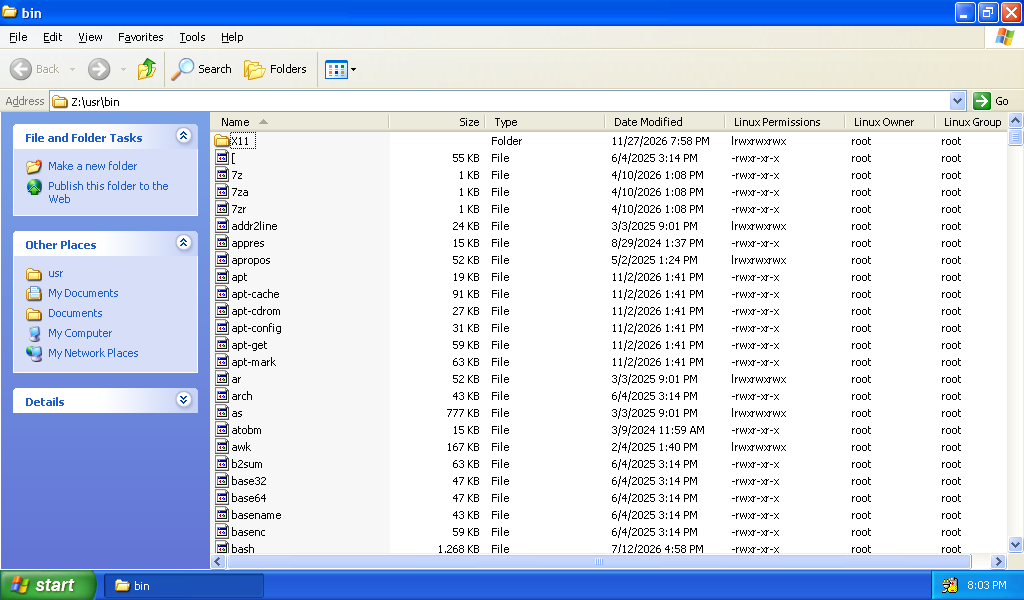 bin
File Edit View Favorites Tools Help
Back Search Folders
Address Z:\usr\bin Go
File and Folder Tasks
Make a new folder
Publish this folder to the
Web
Other Places
usr
My Documents
Documents
My Computer
My Network Places
Details
Name Size Type Date Modified Linux Permissions Linux Owner Linux Group
X11 Folder 11/27/2026 7:58 PM lrwxrwxrwx root root
[ 55 KB File 6/4/2025 3:14 PM -rwxr-xr-x root root
7z 1 KB File 4/10/2026 1:08 PM -rwxr-xr-x root root
7za 1 KB File 4/10/2026 1:08 PM -rwxr-xr-x root root
7zr 1 KB File 4/10/2026 1:08 PM -rwxr-xr-x root root
addr2line 24 KB File 3/3/2025 9:01 PM lrwxrwxrwx root root
appres 15 KB File 8/29/2024 1:37 PM -rwxr-xr-x root root
apropos 52 KB File 5/2/2025 1:24 PM lrwxrwxrwx root root
apt 19 KB File 11/2/2026 1:41 PM -rwxr-xr-x root root
apt-cache 91 KB File 11/2/2026 1:41 PM -rwxr-xr-x root root
apt-cdrom 27 KB File 11/2/2026 1:41 PM -rwxr-xr-x root root
apt-config 31 KB File 11/2/2026 1:41 PM -rwxr-xr-x root root
apt-get 59 KB File 11/2/2026 1:41 PM -rwxr-xr-x root root
apt-mark 63 KB File 11/2/2026 1:41 PM -rwxr-xr-x root root
ar 52 KB File 3/3/2025 9:01 PM lrwxrwxrwx root root
arch 43 KB File 6/4/2025 3:14 PM -rwxr-xr-x root root
as 777 KB File 3/3/2025 9:01 PM lrwxrwxrwx root root
atobm 15 KB File 3/9/2024 11:59 AM -rwxr-xr-x root root
awk 167 KB File 2/4/2025 1:40 PM lrwxrwxrwx root root
b2sum 63 KB File 6/4/2025 3:14 PM -rwxr-xr-x root root
base32 47 KB File 6/4/2025 3:14 PM -rwxr-xr-x root root
base64 47 KB File 6/4/2025 3:14 PM -rwxr-xr-x root root
basename 43 KB File 6/4/2025 3:14 PM -rwxr-xr-x root root
basenc 59 KB File 6/4/2025 3:14 PM -rwxr-xr-x root root
bash 1.268 KB File 7/12/2026 4:58 PM -rwxr-xr-x root root
start bin 8:03 PM